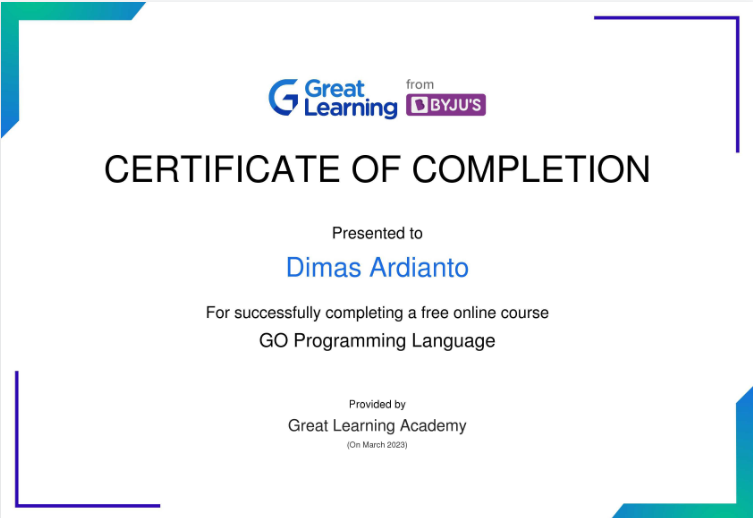 Great
Learning
from
BYJU'S
CERTIFICATE OF COMPLETION
Presented to
Dimas Ardianto
For successfully completing a free online course
GO Programming Language
Provided by
Great Learning Academy
(On March 2023)